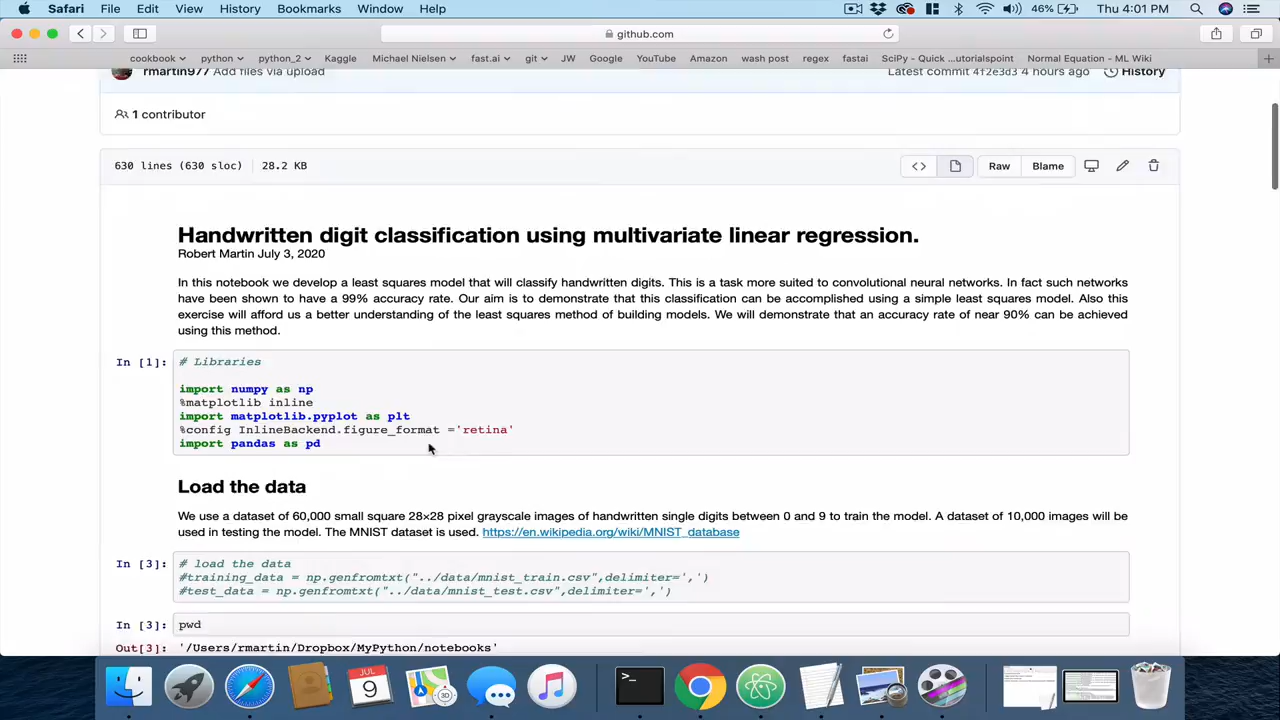 Safari File Edit View History Bookmarks Window Help 46% Thu 4:01 PM
github.com
cookbook python python_2 Kaggle Michael Nielsen fast.ai git JW Google YouTube Amazon wash post regex fastai SciPy - Quick ...utorialspoint Normal Equation - ML Wiki
rmartin977 Add files via upload Latest commit 4f2e3d3 4 hours ago History
1 contributor
630 lines (630 sloc) 28.2 KB <> Raw Blame
Handwritten digit classification using multivariate linear regression.
Robert Martin July 3, 2020
In this notebook we develop a least squares model that will classify handwritten digits. This is a task more suited to convolutional neural networks. In fact such networks
have been shown to have a 99% accuracy rate. Our aim is to demonstrate that this classification can be accomplished using a simple least squares model. Also this
exercise will afford us a better understanding of the least squares method of building models. We will demonstrate that an accuracy rate of near 90% can be achieved
using this method.
In [1]: # Libraries
import numpy as np
%matplotlib inline
import matplotlib.pyplot as plt
%config InlineBackend.figure_format ='retina'
import pandas as pd
Load the data
We use a dataset of 60,000 small square 28×28 pixel grayscale images of handwritten single digits between 0 and 9 to train the model. A dataset of 10,000 images will be
used in testing the model. The MNIST dataset is used. https://en.wikipedia.org/wiki/MNIST_database
In [3]: # load the data
#training_data = np.genfromtxt("../data/mnist_train.csv",delimiter=',')
#test_data = np.genfromtxt("../data/mnist_test.csv",delimiter=',')
In [3]: pwd
Out[3]: '/Users/rmartin/Dropbox/MyPython/notebooks'
JUL
9
3D
>_